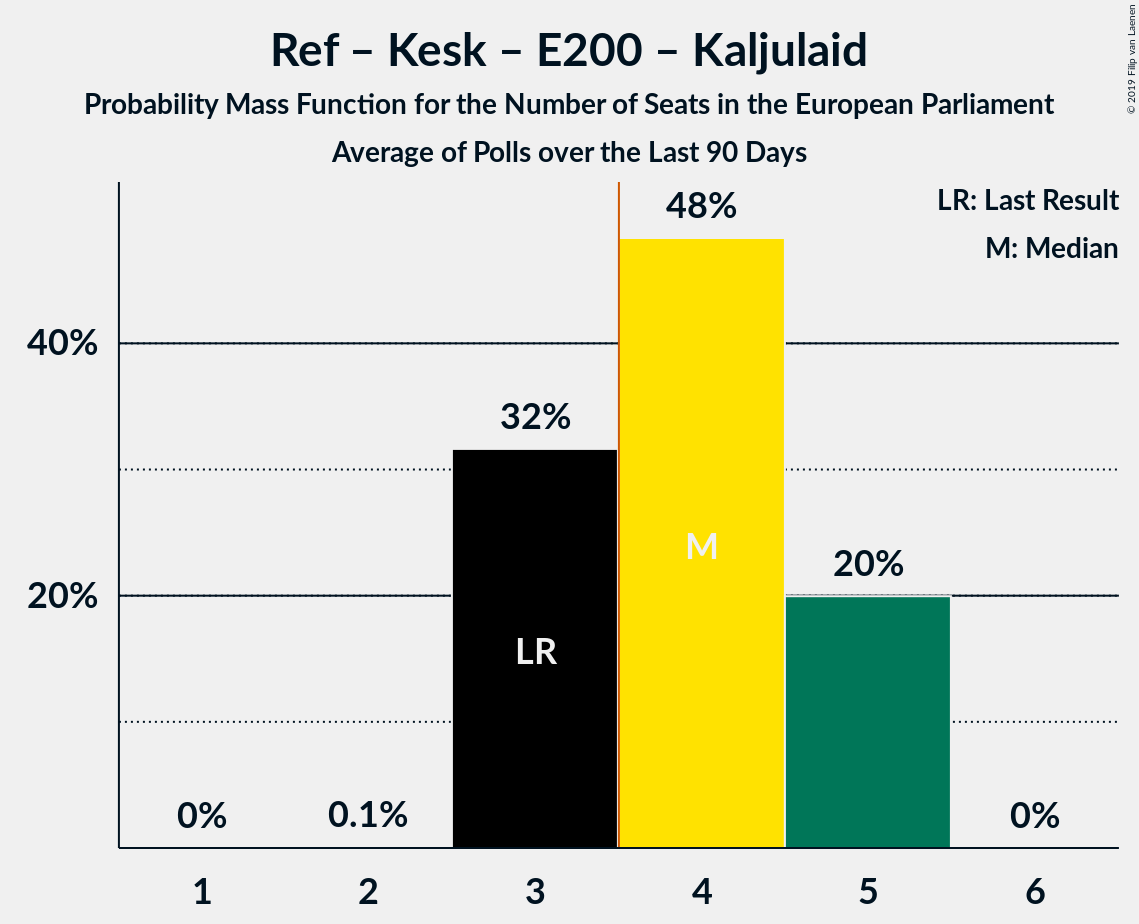 Ref – Kesk – E200 – Kaljulaid
Probability Mass Function for the Number of Seats in the European Parliament
Average of Polls over the Last 90 Days
© 2019 Filip van Laenen
LR: Last Result
M: Median
48%
40%
32%
M
20%
20%
LR
0%
0.1%
0%
1
2
3
4
5
6